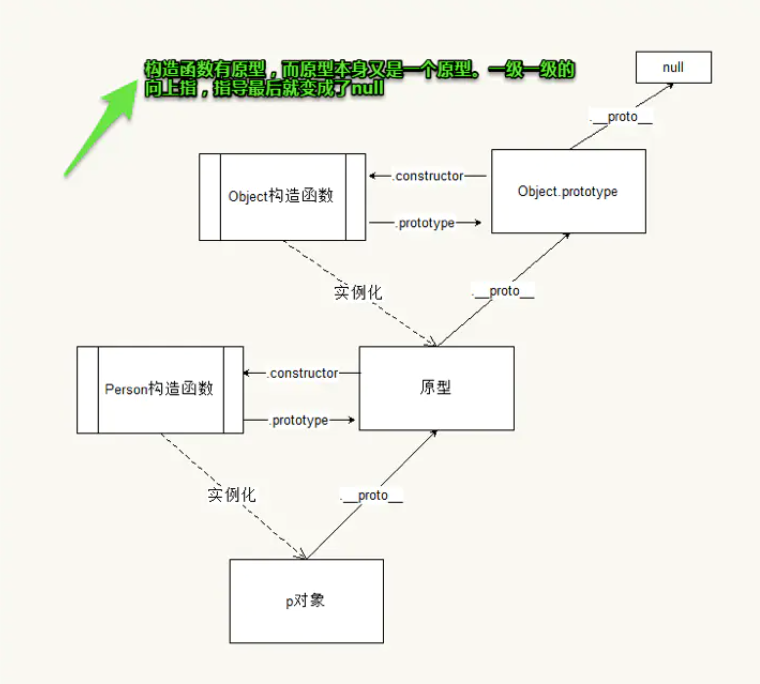 构造函数有原型，而原型本身又是一个原型。一级一级的
向上指，指导最后就变成了null
null
.__proto__
Object构造函数
.constructor
.prototype
Object.prototype
实例化
.__proto__
Person构造函数
.constructor
.prototype
原型
实例化
.__proto__
p对象